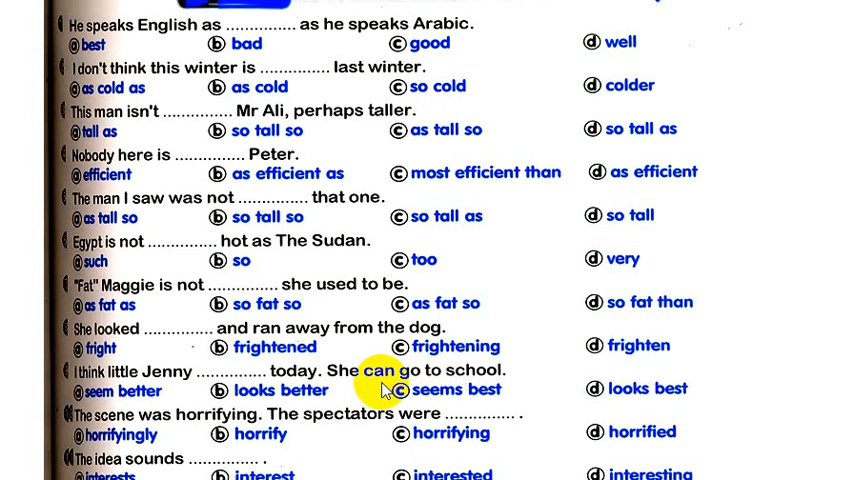 He speaks English as .............. as he speaks Arabic.
ⓐ best ⓑ bad ⓒ good ⓓ well
I don't think this winter is .............. last winter.
ⓐ as cold as ⓑ as cold ⓒ so cold ⓓ colder
This man isn't .............. Mr Ali, perhaps taller.
ⓐ tall as ⓑ so tall so ⓒ as tall so ⓓ so tall as
Nobody here is .............. Peter.
ⓐ efficient ⓑ as efficient as ⓒ most efficient than ⓓ as efficient
The man I saw was not .............. that one.
ⓐ as tall so ⓑ so tall so ⓒ so tall as ⓓ so tall
Egypt is not .............. hot as The Sudan.
ⓐ such ⓑ so ⓒ too ⓓ very
"Fat" Maggie is not .............. she used to be.
ⓐ as fat as ⓑ so fat so ⓒ as fat so ⓓ so fat than
She looked .............. and ran away from the dog.
ⓐ fright ⓑ frightened ⓒ frightening ⓓ frighten
I think little Jenny .............. today. She can go to school.
ⓐ seem better ⓑ looks better ⓒ seems best ⓓ looks best
The scene was horrifying. The spectators were .............. .
ⓐ horrifyingly ⓑ horrify ⓒ horrifying ⓓ horrified
The idea sounds .............. .
ⓐ interests ⓑ interest ⓒ interested ⓓ interesting